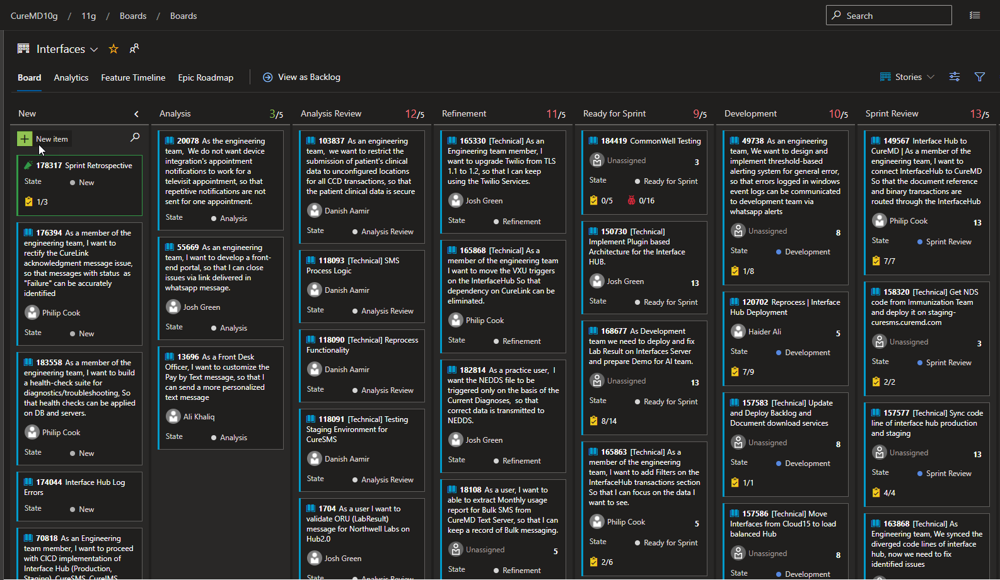 CureMD10g / 11g / Boards / Boards
Search
Interfaces
Board Analytics Feature Timeline Epic Roadmap View as Backlog
Stories
New
New item
178317 Sprint Retrospective
State New
1/3
176394 As a member of the
engineering team, I want to
rectify the CureLink
acknowledgment message issue,
so that messages with status as
"Failure" can be accurately
identified
Philip Cook
State New
183558 As a member of the
engineering team, I want to build
a health-check suite for
diagnostics/troubleshooting, So
that health checks can be applied
on DB and servers.
Philip Cook
State New
174044 Interface Hub Log
Errors
State New
70818 As an Engineering
team member, I want to proceed
with CICD implementation of
Interface Hub (Production,
Staging), CureSMS, CureIMS
Analysis 3/5
20078 As the engineering
team, We do not want device
integration's appointment
notifications to work for a
televisit appointment, so that
repetitive notifications are not
sent for one appointment.
State Analysis
55669 As an engineering
team, I want to develop a front-
end portal, so that I can close
issues via link delivered in
whatsapp message.
Josh Green
State Analysis
13696 As a Front Desk
Officer, I want to customize the
Pay by Text message, so that I
can send a more personalized
text message
Ali Khaliq
State Analysis
Analysis Review 12/5
103837 As an engineering
team, we want to restrict the
submission of patient's clinical
data to unconfigured locations
for all CCD transactions, so that
the patient clinical data is secure
Danish Aamir
State Analysis Review
118093 [Technical] SMS
Process Logic
Danish Aamir
State Analysis Review
118090 [Technical] Reprocess
Functionality
Danish Aamir
State Analysis Review
118091 [Technical] Testing
Staging Environment for
CureSMS
Danish Aamir
State Analysis Review
1704 As a user I want to
validate ORU (LabResult)
message for Northwell Labs on
Hub2.0
Josh Green
State Analysis Review
Refinement 11/5
165330 [Technical] As an
Engineering team member, I
want to upgrade Twilio from TLS
1.1 to 1.2, so that I can keep
using the Twilio Services.
Josh Green
State Refinement
165868 [Technical] As a
member of the engineering team
I want to move the VXU triggers
on the InterfaceHub So that
dependency on CureLink can be
eliminated.
Philip Cook
State Refinement
182814 As a practice user, I
want the NEDDS file to be
triggered only on the basis of the
Current Diagnoses, so that
correct data is transmitted to
NEDDS.
Josh Green
State Refinement
18108 As a user, I want to
able to extract Monthly usage
report for Bulk SMS from
CureMD Text Server, so that I can
keep a record of Bulk messaging.
Unassigned 5
State Refinement
Ready for Sprint 9/5
184419 CommonWell Testing
Unassigned 3
State Ready for Sprint
0/5 0/16
150730 [Technical]
Implement Plugin based
Architecture for the Interface
HUB.
Josh Green 13
State Ready for Sprint
168677 As Development
team we need to deploy and fix
Lab Result on Interfaces Server
and prepare Demo for AI team.
Unassigned 13
State Ready for Sprint
8/14
165863 [Technical] As a
member of the engineering
team, I want to add Filters on the
InterfaceHub transactions section
So that I can focus on the data I
want to see.
Philip Cook 5
State Ready for Sprint
2/6
Development 10/5
49738 As an engineering
team, We want to design and
implement threshold-based
alerting system for general error,
so that errors logged in windows
event logs can be communicated
to development team via
whatsapp alerts
Unassigned 8
State Development
1/8
120702 Reprocess | Interface
Hub Deployment
Haider Ali 5
State Development
7/9
157583 [Technical] Update
and Deploy Backlog and
Document download services
Unassigned 8
State Development
1/1
157586 [Technical] Move
Interfaces from Cloud15 to load
balanced Hub
Unassigned 8
State Development
Sprint Review 13/5
149567 Interface Hub to
CureMD | As a member of the
engineering team, I want to
connect InterfaceHub to CureMD
So that the document reference
and binary transactions are
routed through the InterfaceHub
Philip Cook 13
State Sprint Review
7/7
158320 [Technical] Get NDS
code from Immunization Team
and deploy it on staging-
curesms.curemd.com
Unassigned 3
State Sprint Review
2/2
157577 [Technical] Sync code
line of interface hub production
and staging
Unassigned 13
State Sprint Review
4/4
163868 [Technical] As
Engineering team, We synced the
diverged code lines of interface
hub, now we need to fix
identified issues